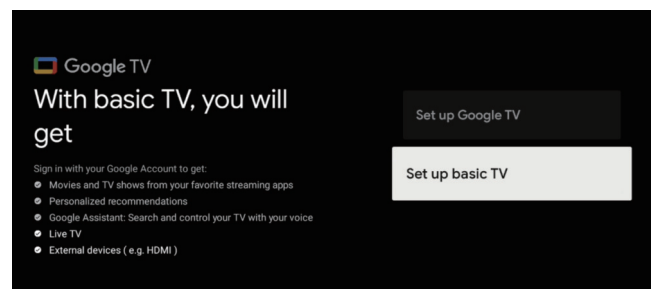 Google TV
With basic TV, you will
get
Sign in with your Google Account to get:
Movies and TV shows from your favorite streaming apps
Personalized recommendations
Google Assistant: Search and control your TV with your voice
Live TV
External devices ( e.g. HDMI )
Set up Google TV
Set up basic TV